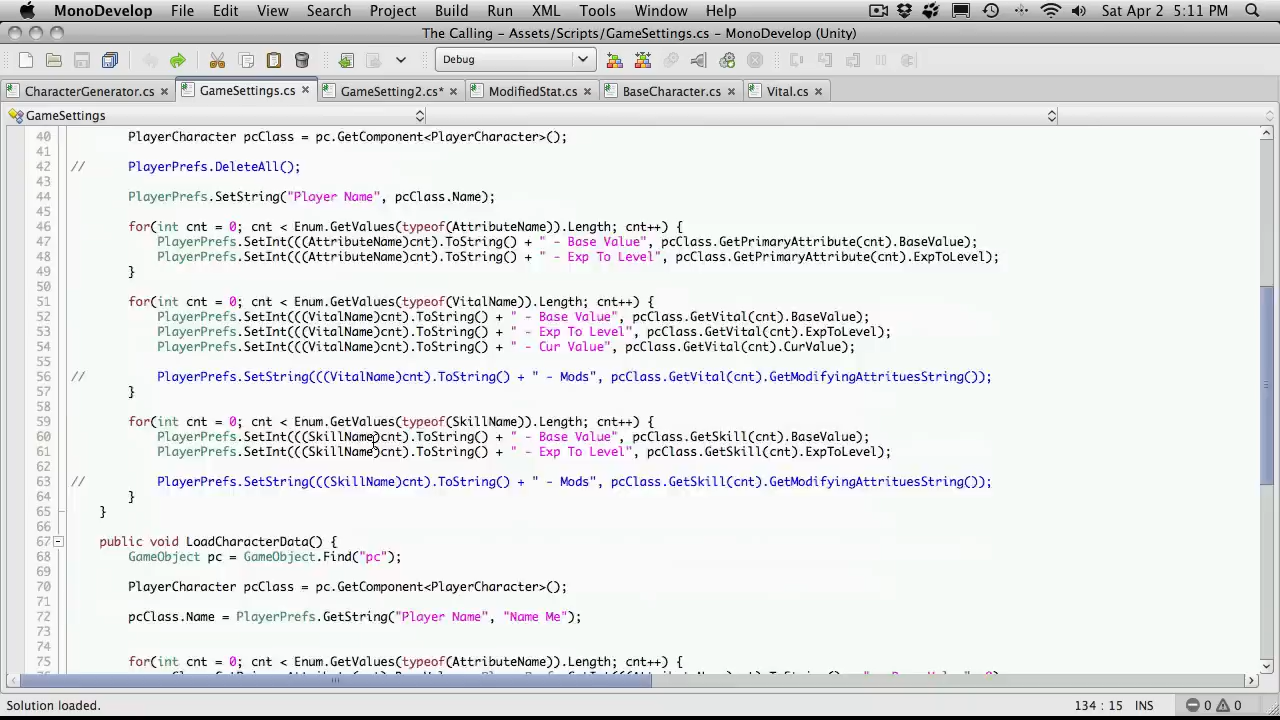 MonoDevelop File Edit View Search Project Build Run XML Tools Window Help Sat Apr 2 5:11 PM
The Calling - Assets/Scripts/GameSettings.cs - MonoDevelop (Unity)
Debug
CharacterGenerator.cs GameSettings.cs GameSetting2.cs* ModifiedStat.cs BaseCharacter.cs Vital.cs
GameSettings
40 PlayerCharacter pcClass = pc.GetComponent<PlayerCharacter>();
41
42 // PlayerPrefs.DeleteAll();
43
44 PlayerPrefs.SetString("Player Name", pcClass.Name);
45
46 for(int cnt = 0; cnt < Enum.GetValues(typeof(AttributeName)).Length; cnt++) {
47 PlayerPrefs.SetInt(((AttributeName)cnt).ToString() + " - Base Value", pcClass.GetPrimaryAttribute(cnt).BaseValue);
48 PlayerPrefs.SetInt(((AttributeName)cnt).ToString() + " - Exp To Level", pcClass.GetPrimaryAttribute(cnt).ExpToLevel);
49 }
50
51 for(int cnt = 0; cnt < Enum.GetValues(typeof(VitalName)).Length; cnt++) {
52 PlayerPrefs.SetInt(((VitalName)cnt).ToString() + " - Base Value", pcClass.GetVital(cnt).BaseValue);
53 PlayerPrefs.SetInt(((VitalName)cnt).ToString() + " - Exp To Level", pcClass.GetVital(cnt).ExpToLevel);
54 PlayerPrefs.SetInt(((VitalName)cnt).ToString() + " - Cur Value", pcClass.GetVital(cnt).CurValue);
55
56 // PlayerPrefs.SetString(((VitalName)cnt).ToString() + " - Mods", pcClass.GetVital(cnt).GetModifyingAttrituesString());
57 }
58
59 for(int cnt = 0; cnt < Enum.GetValues(typeof(SkillName)).Length; cnt++) {
60 PlayerPrefs.SetInt(((SkillName)cnt).ToString() + " - Base Value", pcClass.GetSkill(cnt).BaseValue);
61 PlayerPrefs.SetInt(((SkillName)cnt).ToString() + " - Exp To Level", pcClass.GetSkill(cnt).ExpToLevel);
62
63 // PlayerPrefs.SetString(((SkillName)cnt).ToString() + " - Mods", pcClass.GetSkill(cnt).GetModifyingAttrituesString());
64 }
65 }
66
67 public void LoadCharacterData() {
68 GameObject pc = GameObject.Find("pc");
69
70 PlayerCharacter pcClass = pc.GetComponent<PlayerCharacter>();
71
72 pcClass.Name = PlayerPrefs.GetString("Player Name", "Name Me");
73
74
75 for(int cnt = 0; cnt < Enum.GetValues(typeof(AttributeName)).Length; cnt++) {
Solution loaded. 134 : 15 INS 0 0